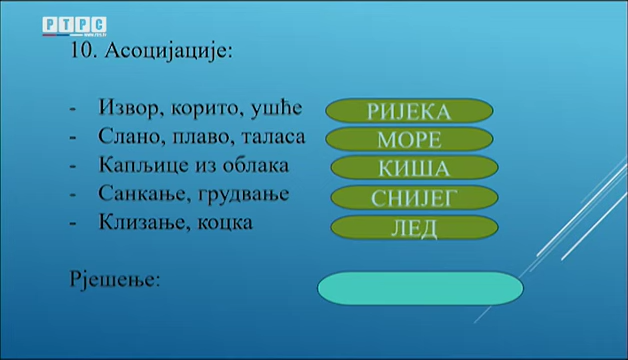 РТРС
10. Асоцијације:
- Извор, корито, ушће РИЈЕКА
- Слано, плаво, таласа МОРЕ
- Капљице из облака КИША
- Санкање, грудвање СНИЈЕГ
- Клизање, коцка ЛЕД
Рјешење: